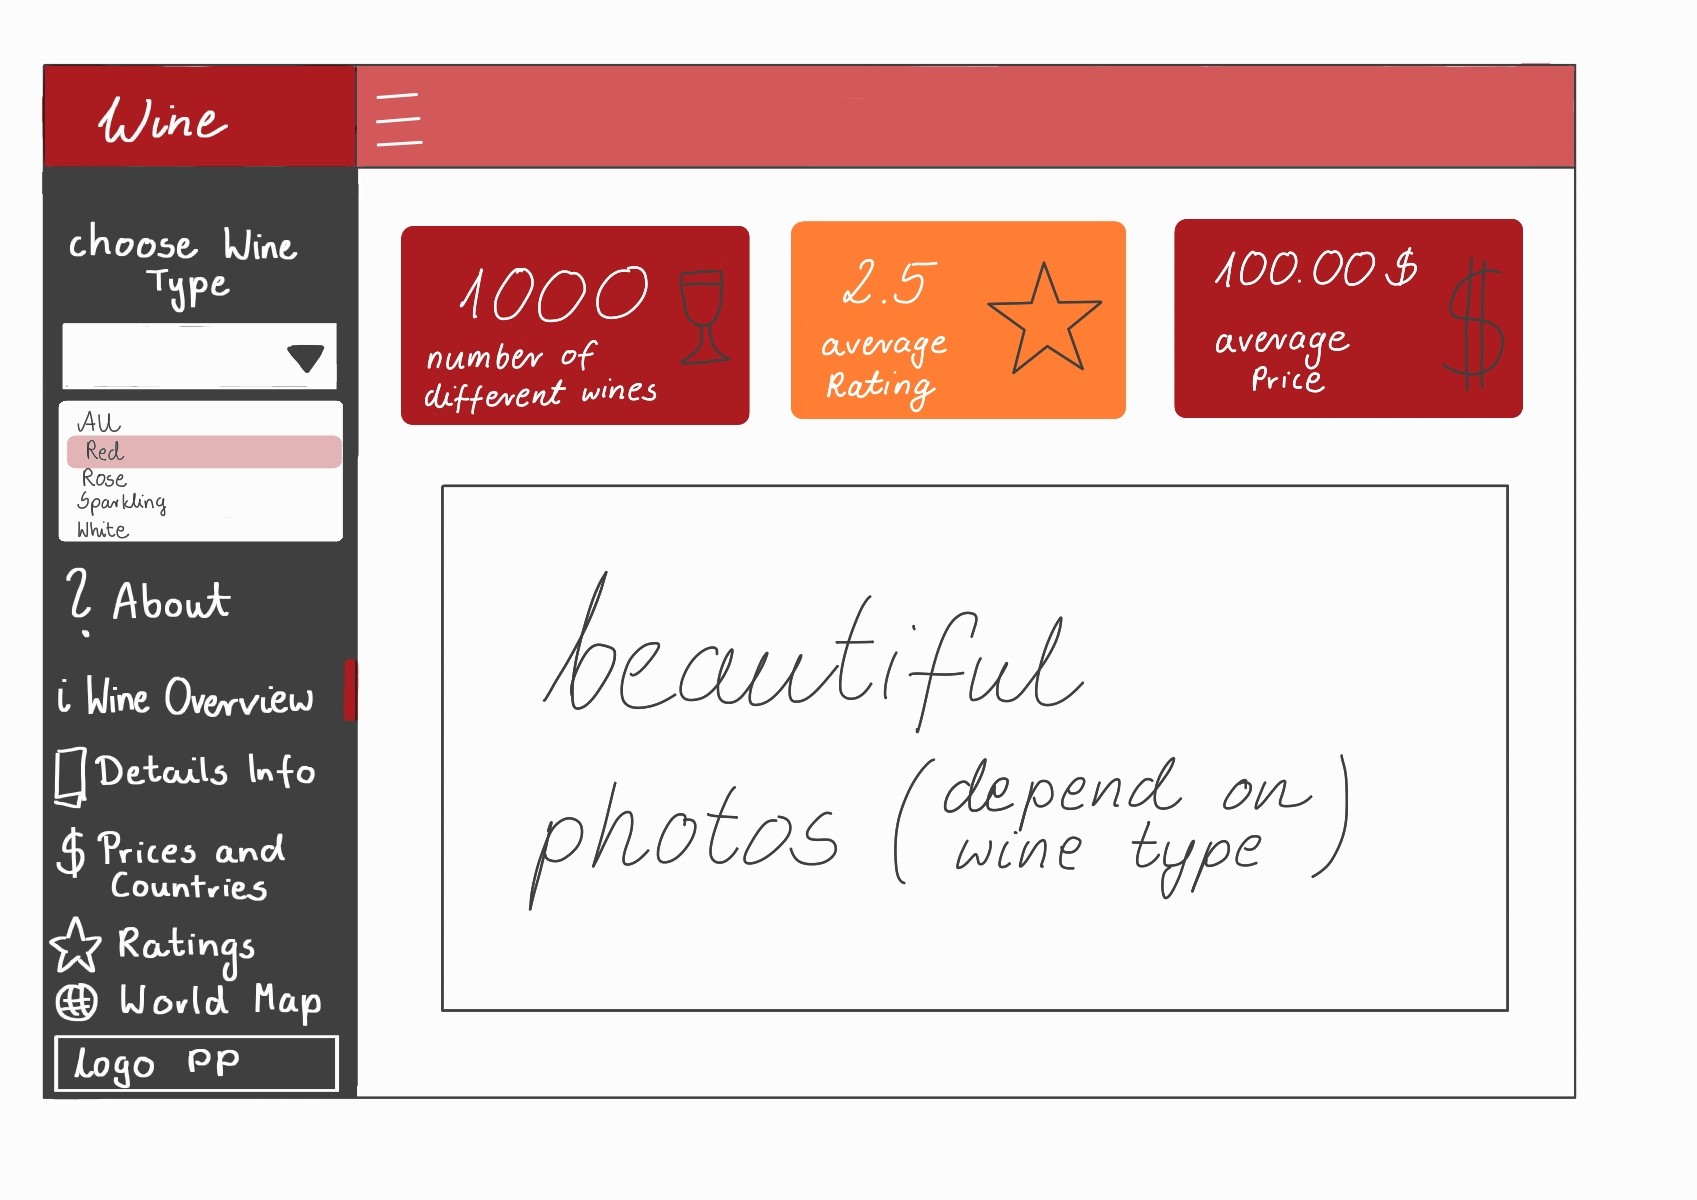 Wine
choose Wine
Type
All
Red
Rose
Sparkling
White
? About
i Wine Overview
Details Info
$ Prices and
Countries
Ratings
World Map
Logo PP
1000
number of
different wines
2.5
average
Rating
100.00 $
average
Price
$
beautiful
photos (depend on
wine type)